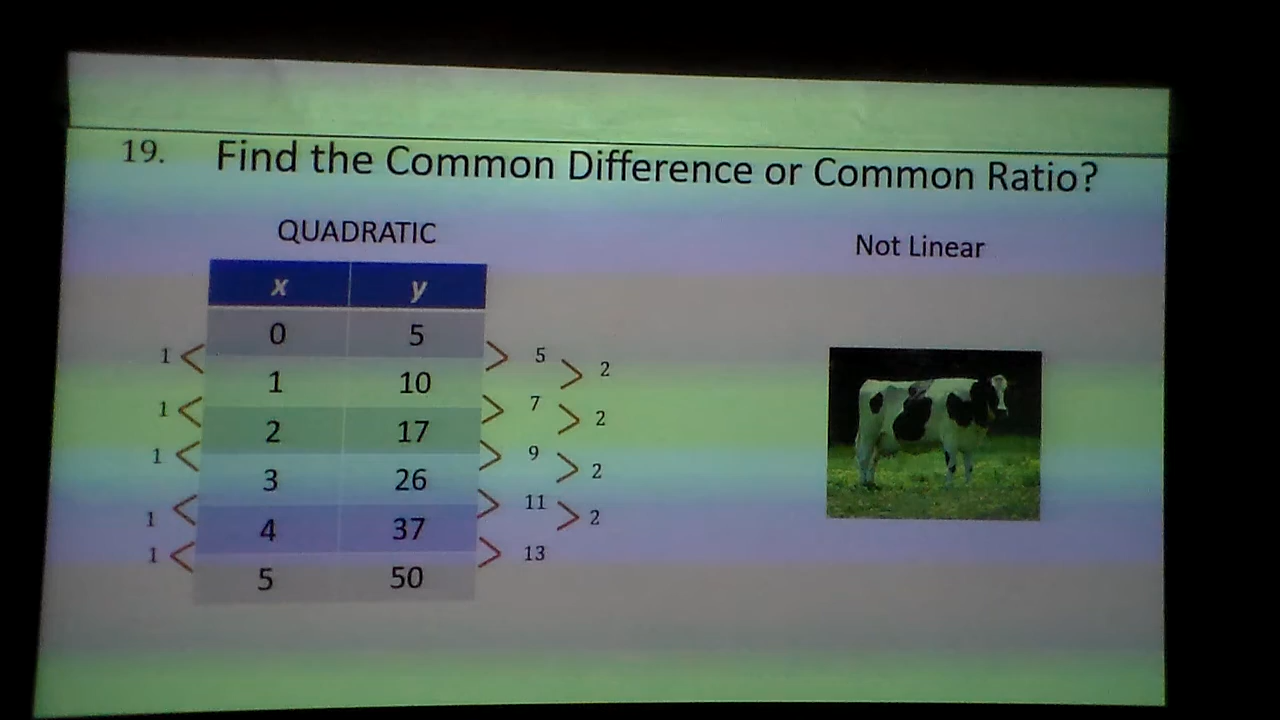 19. Find the Common Difference or Common Ratio?
QUADRATIC
Not Linear
x y
0 5
1 5 2
1 10
1 7 2
2 17
1 9 2
3 26
1 11 2
4 37
1 13
5 50